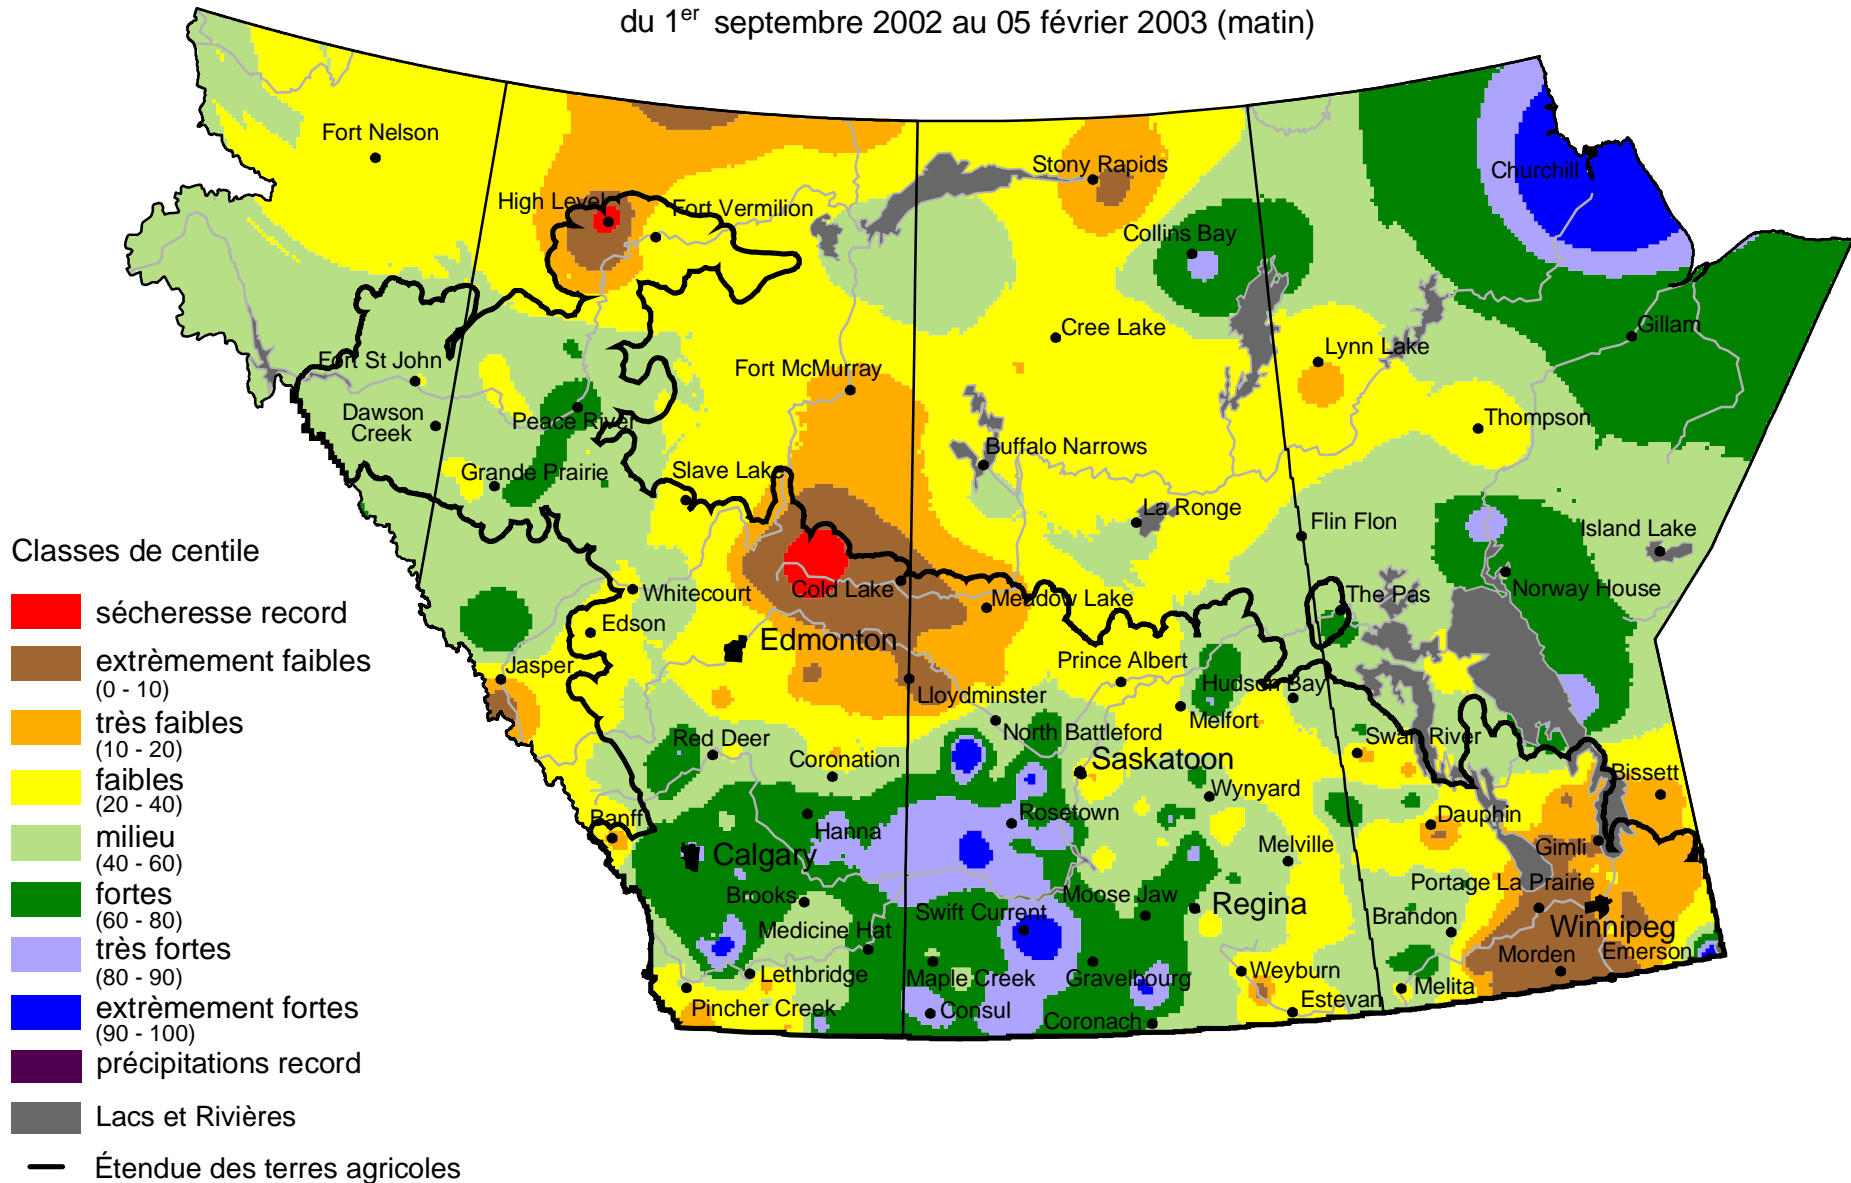 du 1er septembre 2002 au 05 février 2003 (matin)
Fort Nelson
High Level
Fort Vermilion
Stony Rapids
Churchill
Collins Bay
Fort St John
Dawson
Creek
Peace River
Grande Prairie
Fort McMurray
Slave Lake
Cree Lake
Buffalo Narrows
La Ronge
Lynn Lake
Gillam
Thompson
Flin Flon
Island Lake
Norway House
The Pas
Whitecourt
Edson
Jasper
Edmonton
Cold Lake
Meadow Lake
Lloydminster
Prince Albert
Hudson Bay
Melfort
North Battleford
Saskatoon
Swan River
Red Deer
Coronation
Wynyard
Bissett
Banff
Hanna
Rosetown
Dauphin
Calgary
Melville
Gimli
Brooks
Moose Jaw
Regina
Portage La Prairie
Swift Current
Brandon
Winnipeg
Medicine Hat
Lethbridge
Maple Creek
Gravelbourg
Weyburn
Morden
Emerson
Pincher Creek
Consul
Coronach
Estevan
Melita
Classes de centile
sécheresse record
extrèmement faibles
(0 - 10)
très faibles
(10 - 20)
faibles
(20 - 40)
milieu
(40 - 60)
fortes
(60 - 80)
très fortes
(80 - 90)
extrèmement fortes
(90 - 100)
précipitations record
Lacs et Rivières
Étendue des terres agricoles